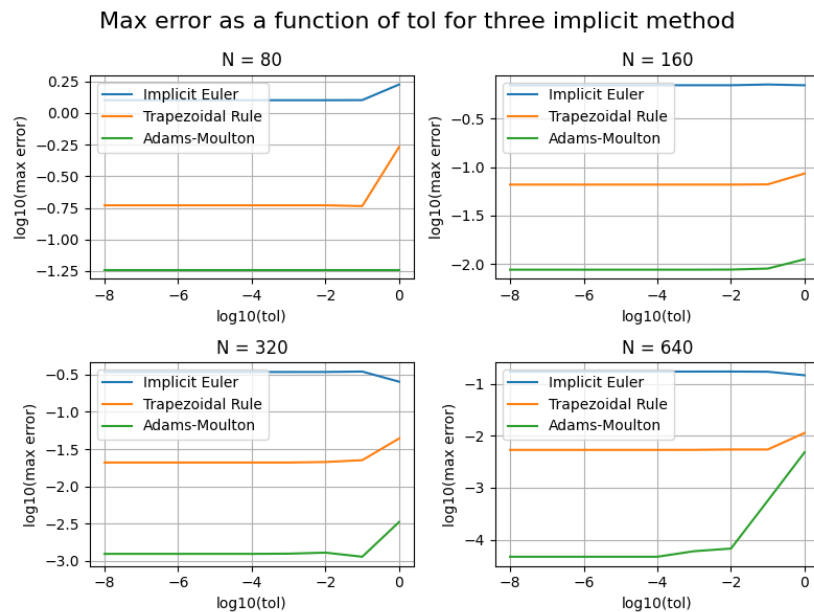 Max error as a function of tol for three implicit method
N = 80
0.25
0.00
−0.25
−0.50
−0.75
−1.00
−1.25
log10(max error)
Implicit Euler
Trapezoidal Rule
Adams-Moulton
−8
−6
−4
−2
0
log10(tol)
N = 160
−0.5
−1.0
−1.5
−2.0
log10(max error)
Implicit Euler
Trapezoidal Rule
Adams-Moulton
−8
−6
−4
−2
0
log10(tol)
N = 320
−0.5
−1.0
−1.5
−2.0
−2.5
−3.0
log10(max error)
Implicit Euler
Trapezoidal Rule
Adams-Moulton
−8
−6
−4
−2
0
log10(tol)
N = 640
−1
−2
−3
−4
log10(max error)
Implicit Euler
Trapezoidal Rule
Adams-Moulton
−8
−6
−4
−2
0
log10(tol)